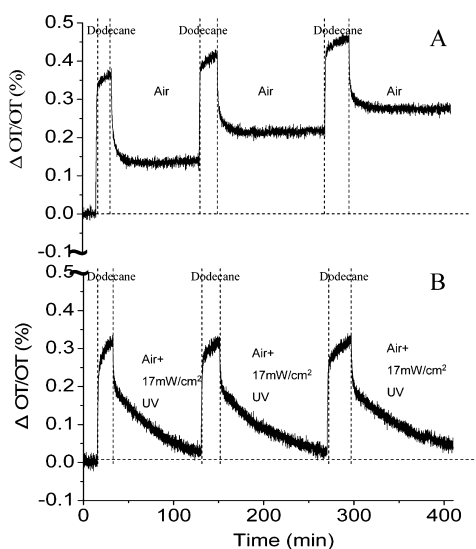 Dodecane Dodecane Dodecane
A
0.5
0.4
0.3
0.2
0.1
0.0
-0.1
Δ OT/OT (%)
Air Air Air
Dodecane Dodecane Dodecane
B
0.5
0.4
0.3
0.2
0.1
0.0
-0.1
Δ OT/OT (%)
Air+ Air+ Air+
17mW/cm² 17mW/cm² 17mW/cm²
UV UV UV
0 100 200 300 400
Time (min)